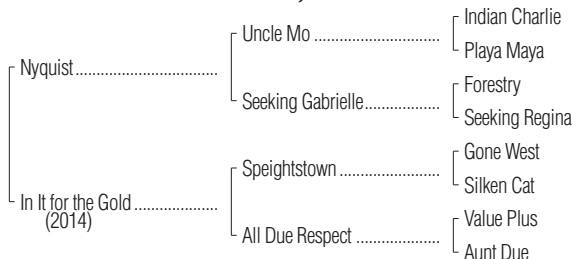 Indian Charlie
Uncle Mo
Playa Maya
Nyquist
Forestry
Seeking Gabrielle
Seeking Regina
Gone West
Speightstown
Silken Cat
In It for the Gold
(2014)
Value Plus
All Due Respect
Aunt Due